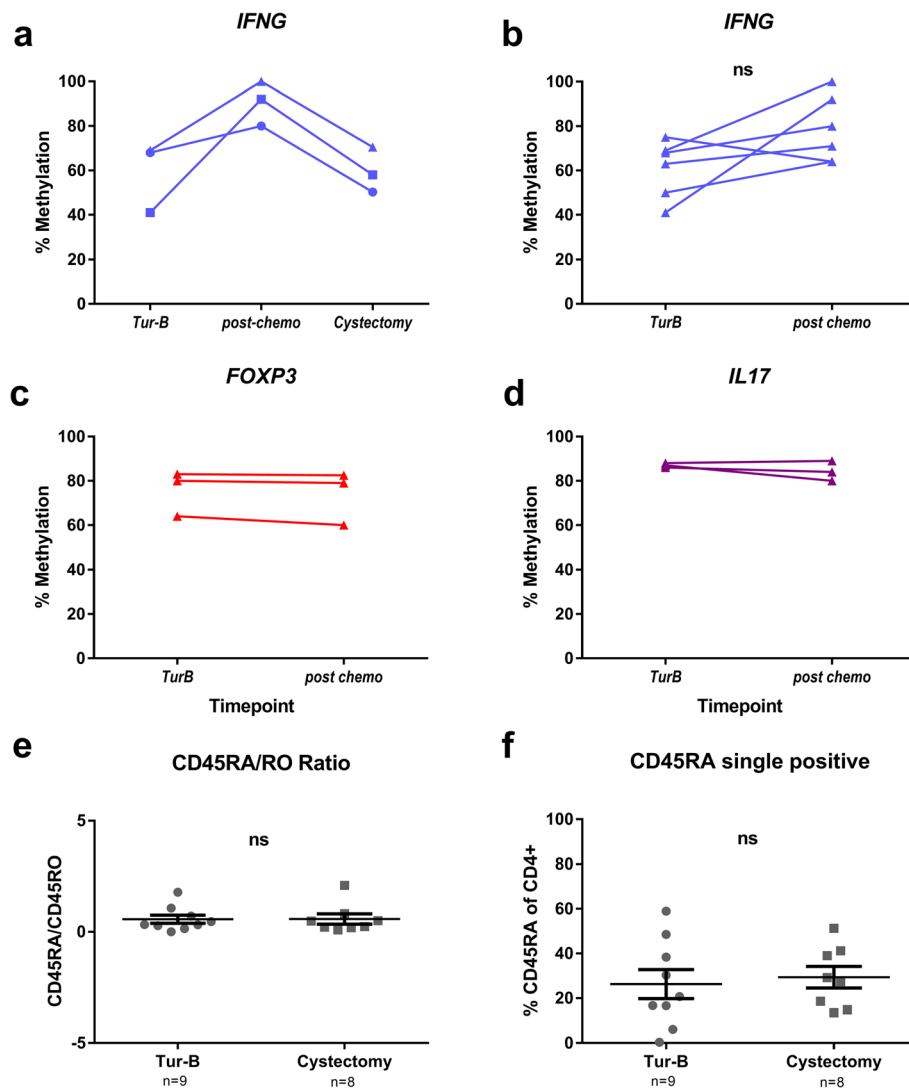 a
IFNG
% Methylation
100
80
60
40
20
0
Tur-B post-chemo Cystectomy
b
IFNG
ns
% Methylation
100
80
60
40
20
0
TurB post chemo
c
FOXP3
% Methylation
100
80
60
40
20
0
TurB post chemo
Timepoint
d
IL17
% Methylation
100
80
60
40
20
0
TurB post chemo
Timepoint
e
CD45RA/RO Ratio
ns
CD45RA/CD45RO
5
0
-5
Tur-B Cystectomy
n=9 n=8
f
CD45RA single positive
ns
% CD45RA of CD4+
100
80
60
40
20
0
Tur-B Cystectomy
n=9 n=8